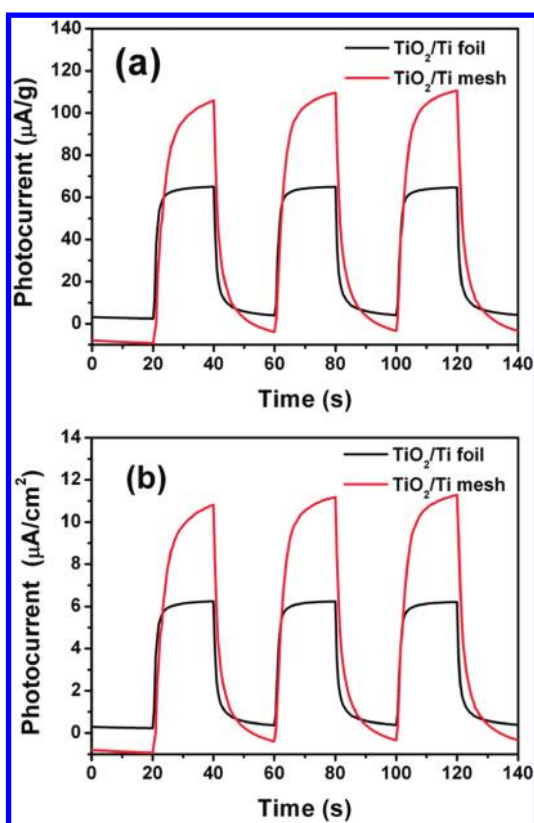 (a)
TiO₂/Ti foil
TiO₂/Ti mesh
Photocurrent (μA/g)
140
120
100
80
60
40
20
0
0 20 40 60 80 100 120 140
Time (s)
(b)
TiO₂/Ti foil
TiO₂/Ti mesh
Photocurrent (μA/cm²)
14
12
10
8
6
4
2
0
0 20 40 60 80 100 120 140
Time (s)